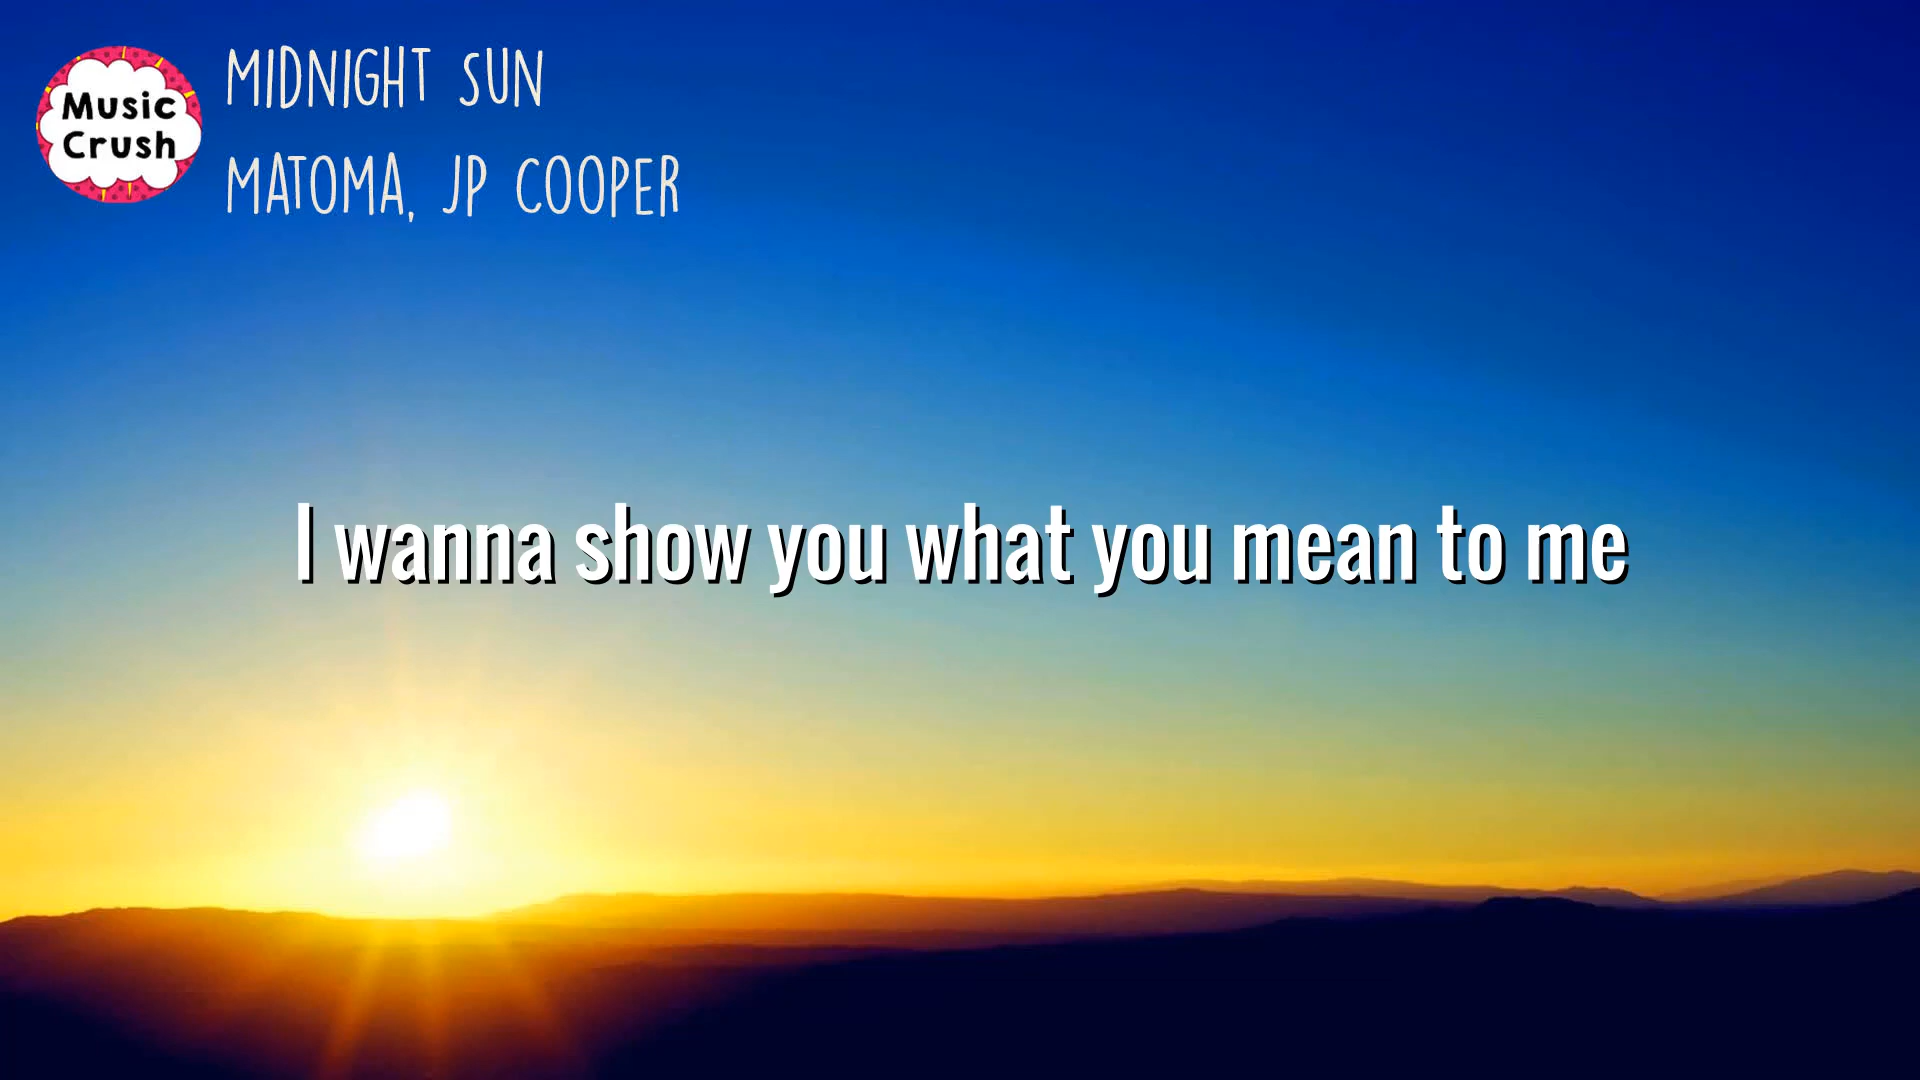 Music
Crush
MIDNIGHT SUN
MATOMA, JP COOPER
I wanna show you what you mean to me